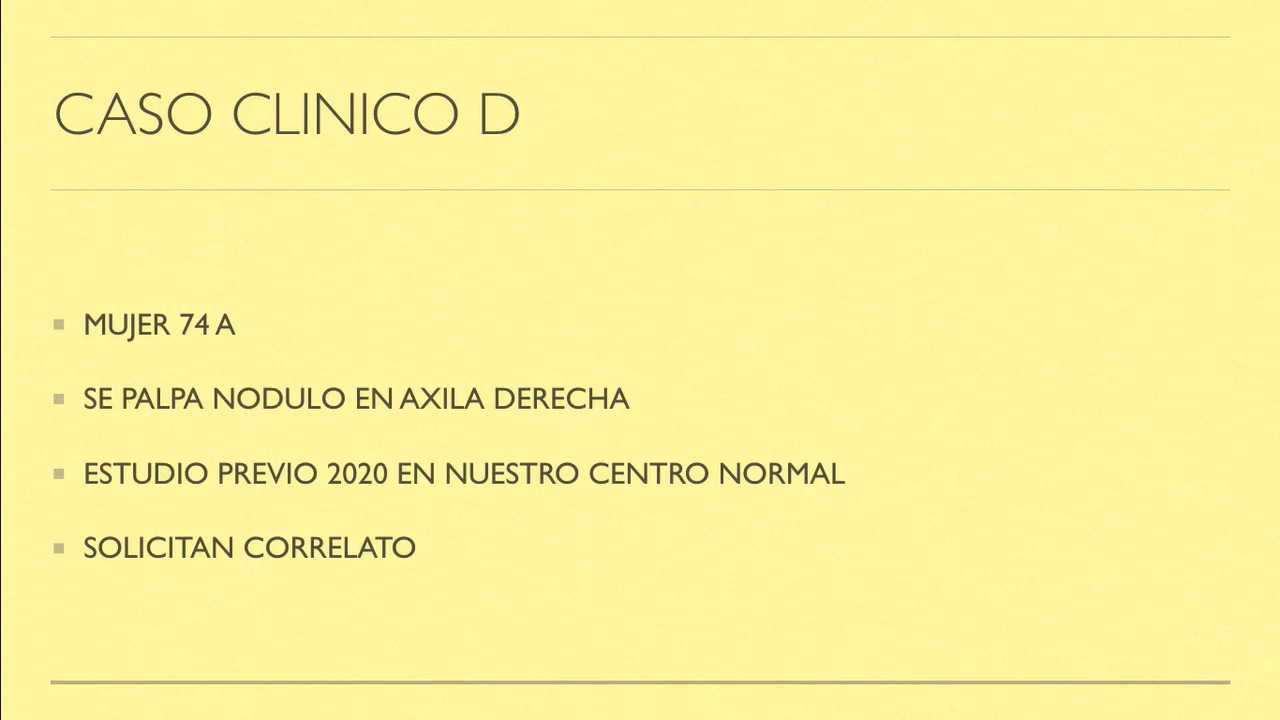 CASO CLINICO D
MUJER 74 A
SE PALPA NODULO EN AXILA DERECHA
ESTUDIO PREVIO 2020 EN NUESTRO CENTRO NORMAL
SOLICITAN CORRELATO